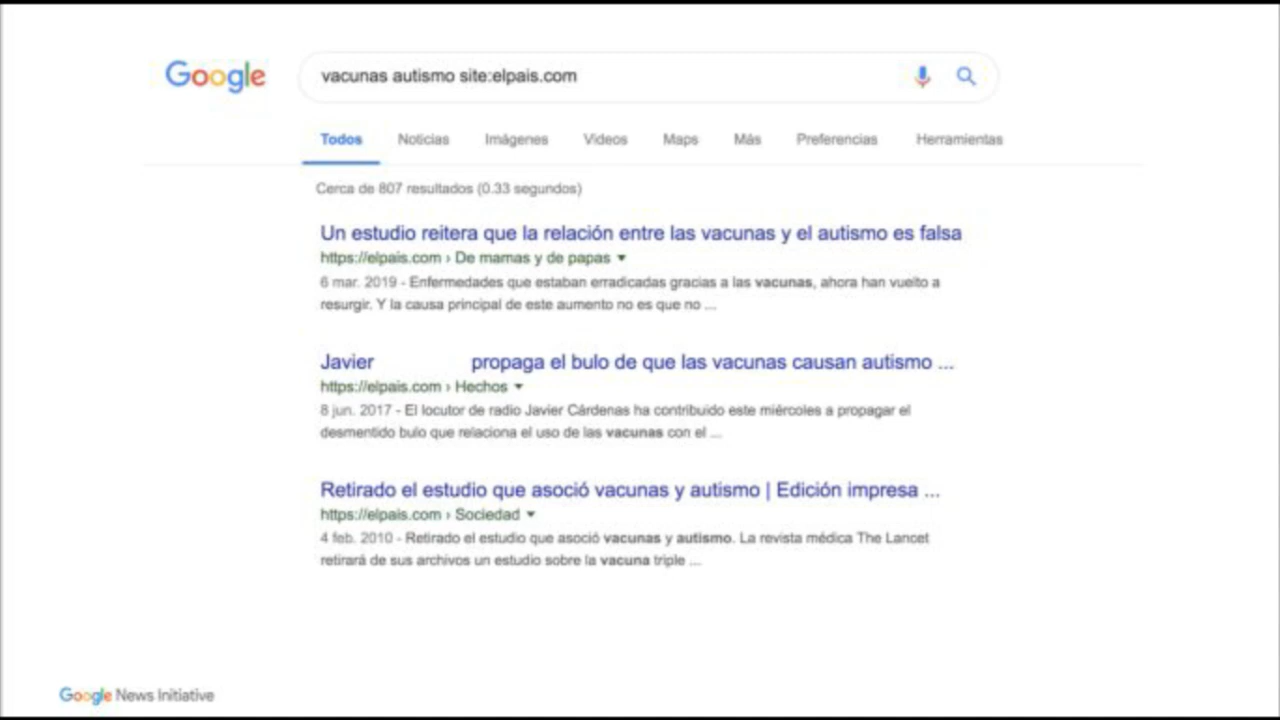 Google
vacunas autismo site:elpais.com
Todos Noticias Imágenes Videos Maps Más Preferencias Herramientas
Cerca de 807 resultados (0.33 segundos)
Un estudio reitera que la relación entre las vacunas y el autismo es falsa
https://elpais.com › De mamas y de papas ▼
6 mar. 2019 - Enfermedades que estaban erradicadas gracias a las vacunas, ahora han vuelto a
resurgir. Y la causa principal de este aumento no es que no ...
Javier propaga el bulo de que las vacunas causan autismo ...
https://elpais.com › Hechos ▼
8 jun. 2017 - El locutor de radio Javier Cárdenas ha contribuido este miércoles a propagar el
desmentido bulo que relaciona el uso de las vacunas con el ...
Retirado el estudio que asoció vacunas y autismo | Edición impresa ...
https://elpais.com › Sociedad ▼
4 feb. 2010 - Retirado el estudio que asoció vacunas y autismo. La revista médica The Lancet
retirará de sus archivos un estudio sobre la vacuna triple ...
Google News Initiative